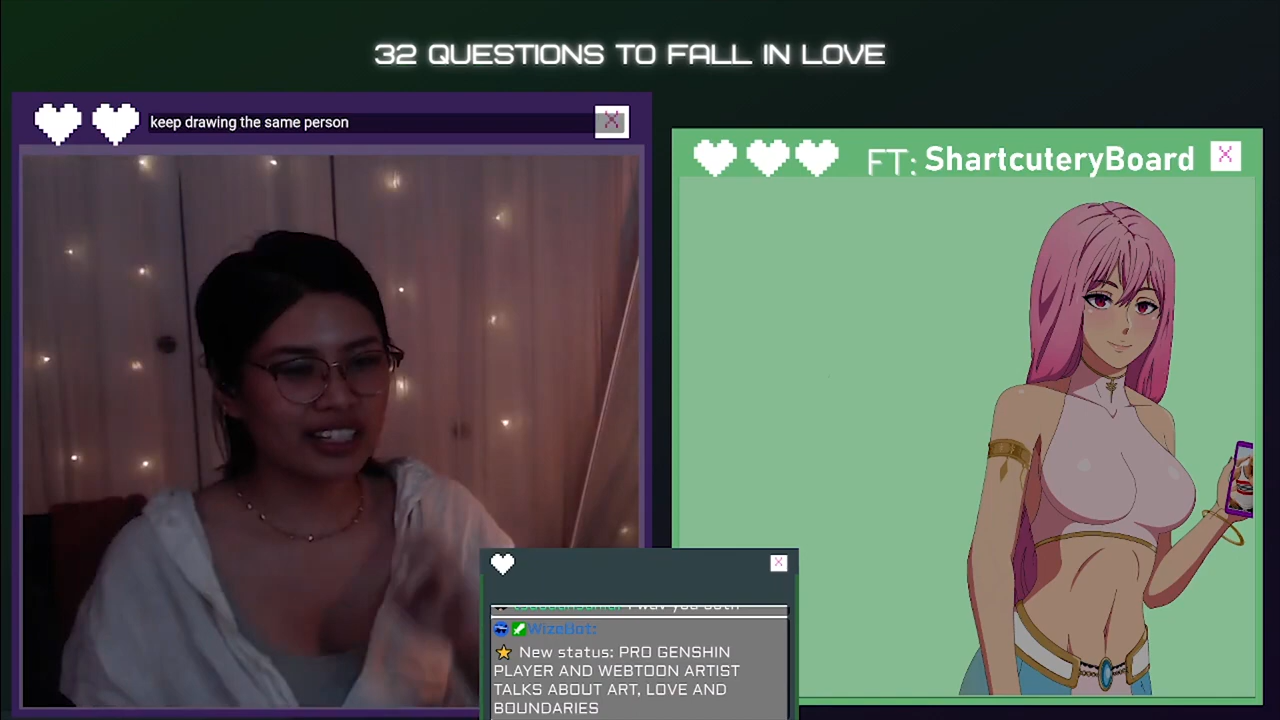 32 QUESTIONS TO FALL IN LOVE
keep drawing the same person
FT: ShartcuteryBoard
WizeBot:
New status: PRO GENSHIN
PLAYER AND WEBTOON ARTIST
TALKS ABOUT ART, LOVE AND
BOUNDARIES